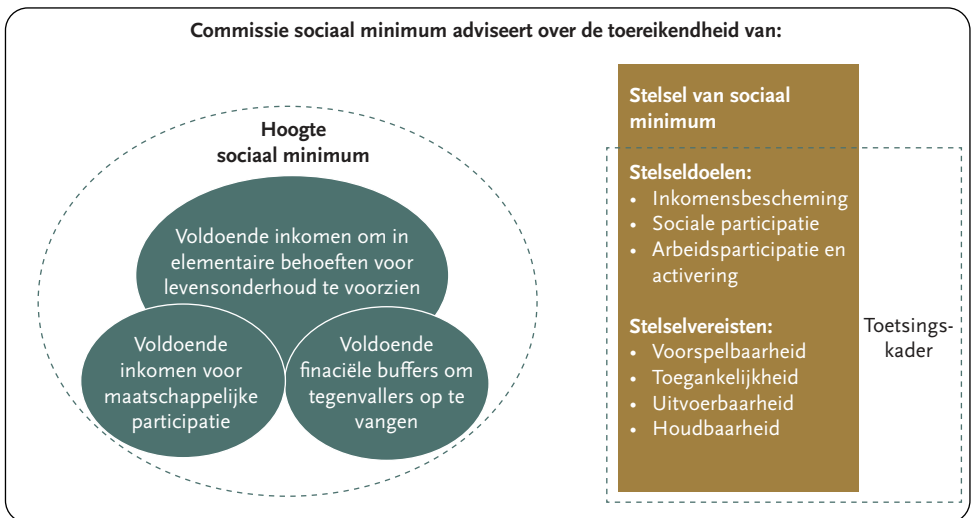 Commissie sociaal minimum adviseert over de toereikendheid van:
Hoogte
sociaal minimum
Voldoende inkomen om in
elementaire behoeften voor
levensonderhoud te voorzien
Voldoende
inkomen voor
maatschappelijke
participatie
Voldoende
finaciële buffers om
tegenvallers op te
vangen
Stelsel van sociaal
minimum
Stelseldoelen:
• Inkomensbescherming
• Sociale participatie
• Arbeidsparticipatie en
activering
Stelselvereisten:
• Voorspelbaarheid
• Toegankelijkheid
• Uitvoerbaarheid
• Houdbaarheid
Toetsings-
kader